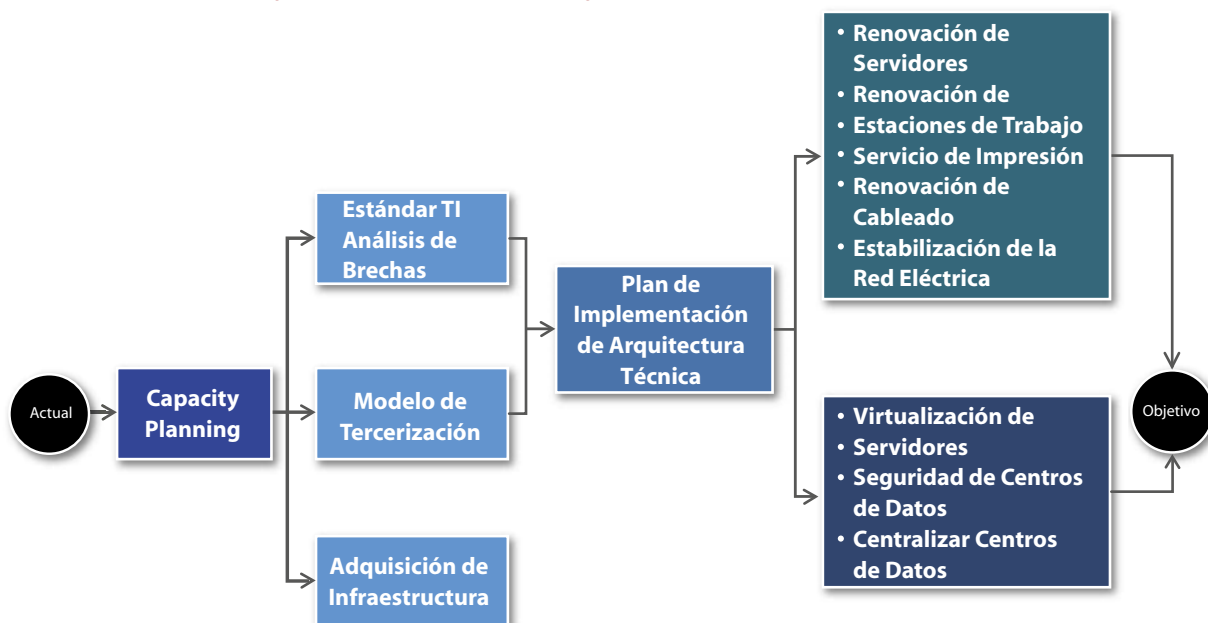 Actual
Capacity
Planning
Estándar TI
Análisis de
Brechas
Modelo de
Tercerización
Adquisición de
Infraestructura
Plan de
Implementación
de Arquitectura
Técnica
• Renovación de
Servidores
• Renovación de
• Estaciones de Trabajo
• Servicio de Impresión
• Renovación de
Cableado
• Estabilización de la
Red Eléctrica
• Virtualización de
• Servidores
• Seguridad de Centros
de Datos
• Centralizar Centros
de Datos
Objetivo